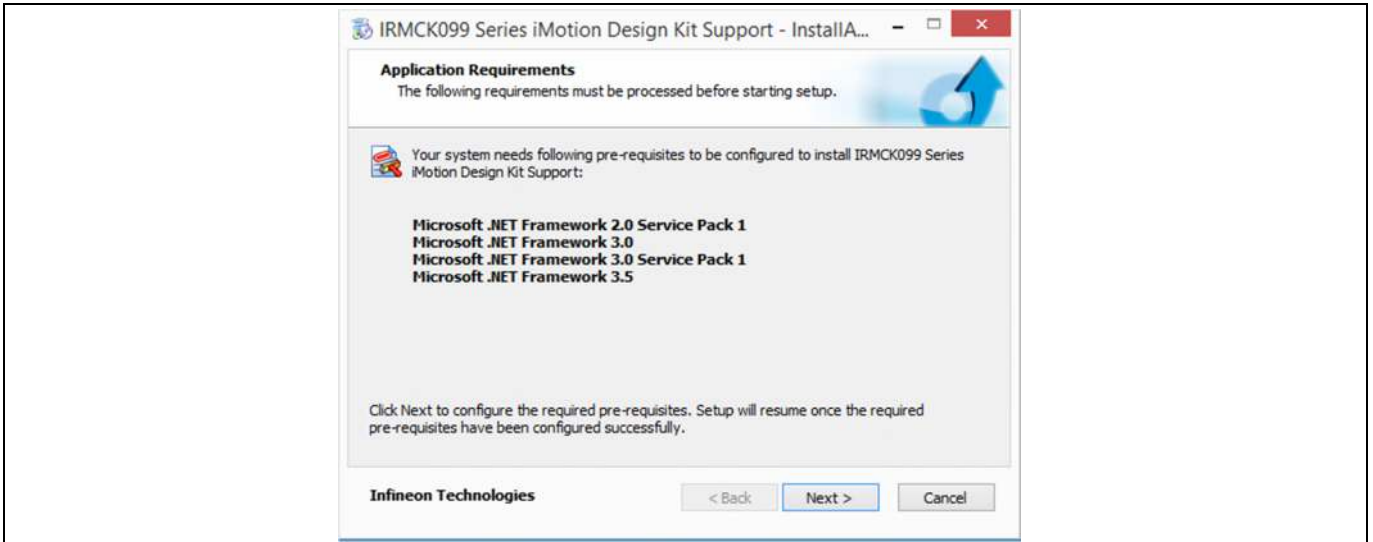 IRMCK099 Series iMotion Design Kit Support - InstallA...
Application Requirements
The following requirements must be processed before starting setup.
Your system needs following pre-requisites to be configured to install IRMCK099 Series
iMotion Design Kit Support:
Microsoft .NET Framework 2.0 Service Pack 1
Microsoft .NET Framework 3.0
Microsoft .NET Framework 3.0 Service Pack 1
Microsoft .NET Framework 3.5
Click Next to configure the required pre-requisites. Setup will resume once the required
pre-requisites have been configured successfully.
Infineon Technologies
< Back
Next >
Cancel